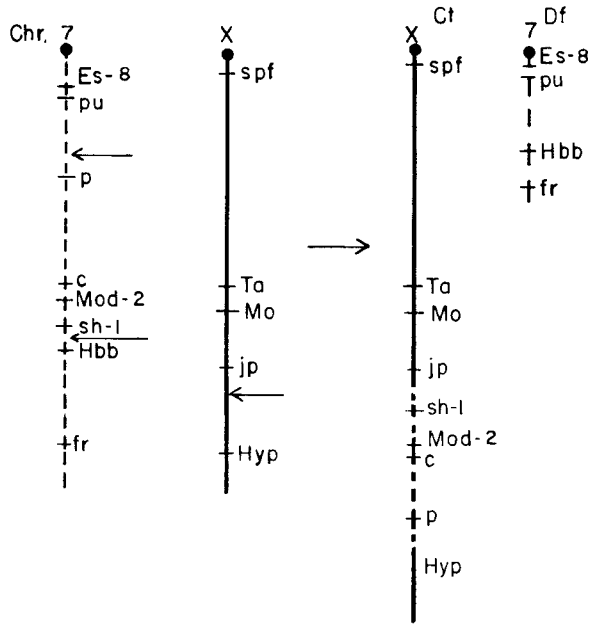 Chr. 7
Es-8
pu
p
c
Mod-2
sh-1
Hbb
fr
X
spf
Ta
Mo
jp
Hyp
Ct
X
spf
Ta
Mo
jp
sh-1
Mod-2
c
p
Hyp
Df
7
Es-8
pu
Hbb
fr